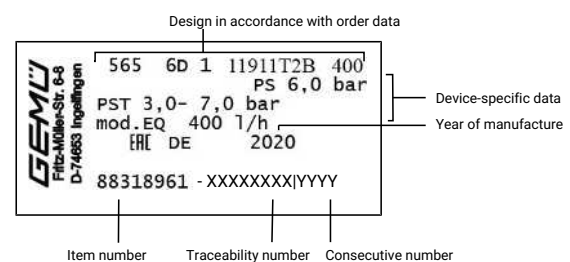 Design in accordance with order data
GEMÜ
Fritz-Müller-Str. 6-8
D-74653 Ingelfingen
565 6D 1 11911T2B 400
PS 6,0 bar
PST 3,0- 7,0 bar
mod.EQ 400 l/h
EAC DE 2020
88318961 -XXXXXXXX|YYYY
Device-specific data
Year of manufacture
Item number Traceability number Consecutive number